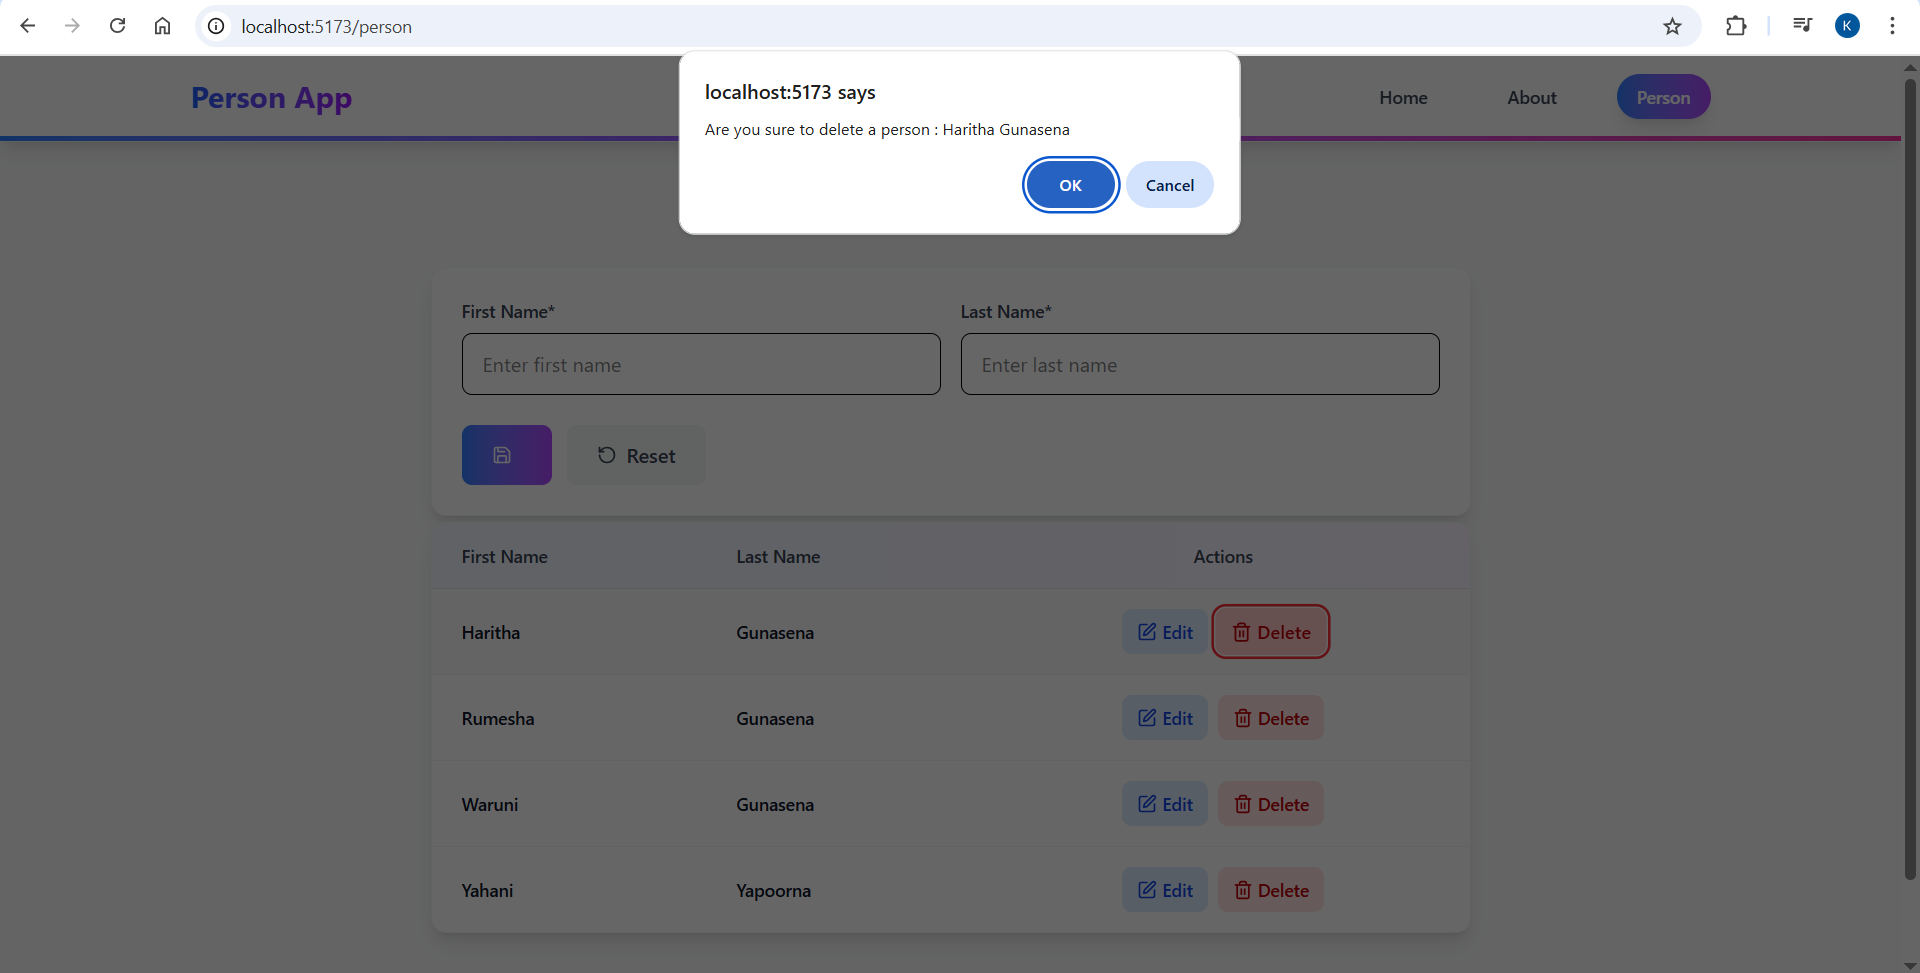 localhost:5173/person
K
Person App
Home
About
Person
localhost:5173 says
Are you sure to delete a person : Haritha Gunasena
OK
Cancel
First Name*
Last Name*
Enter first name
Enter last name
Reset
First Name
Last Name
Actions
Haritha
Gunasena
Edit
Delete
Rumesha
Gunasena
Edit
Delete
Waruni
Gunasena
Edit
Delete
Yahani
Yapoorna
Edit
Delete